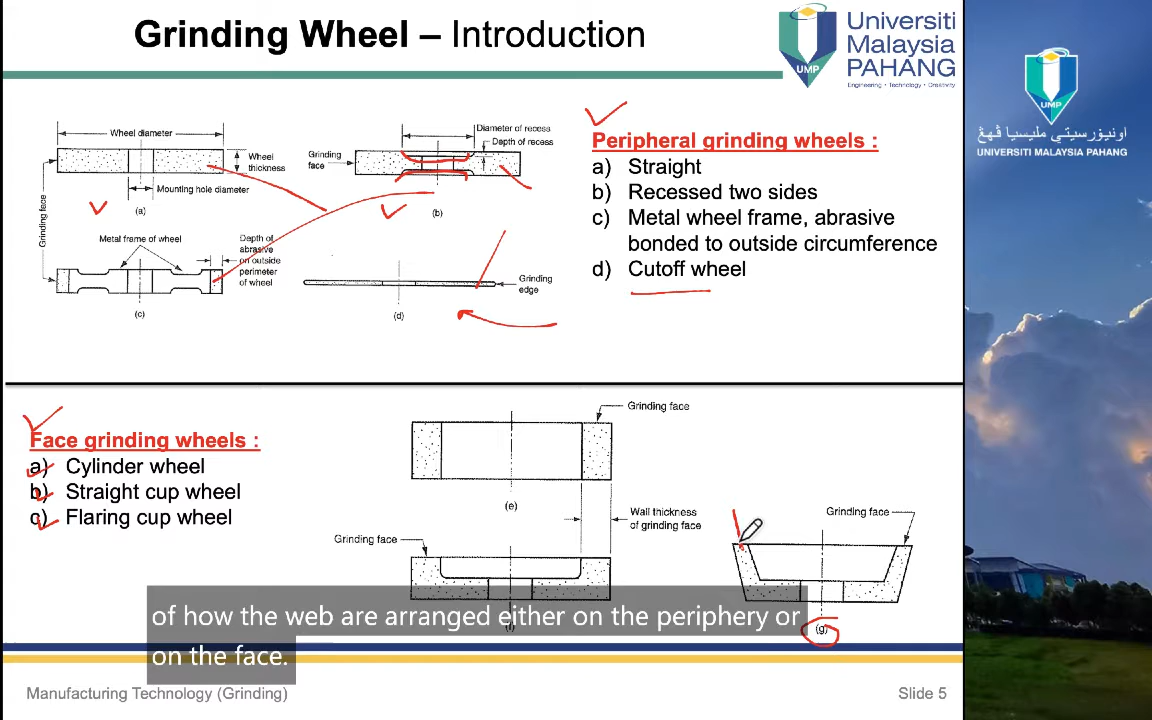 Grinding Wheel – Introduction
Universiti
Malaysia
PAHANG
Engineering • Technology • Creativity
UMP
UMP
اونيۏرسيتي مليسيا ڤهڠ
UNIVERSITI MALAYSIA PAHANG
Wheel diameter
Wheel
thickness
Mounting hole diameter
(a)
Grinding face
Diameter of recess
Depth of recess
Grinding
face
(b)
Metal frame of wheel
Depth of
abrasive
on outside
perimeter
of wheel
(c)
Grinding
edge
(d)
Peripheral grinding wheels :
a) Straight
b) Recessed two sides
c) Metal wheel frame, abrasive
bonded to outside circumference
d) Cutoff wheel
Face grinding wheels :
a) Cylinder wheel
b) Straight cup wheel
c) Flaring cup wheel
Grinding face
(e)
Wall thickness
of grinding face
Grinding face
(f)
Grinding face
(g)
of how the web are arranged either on the periphery or
on the face.
Manufacturing Technology (Grinding)
Slide 5